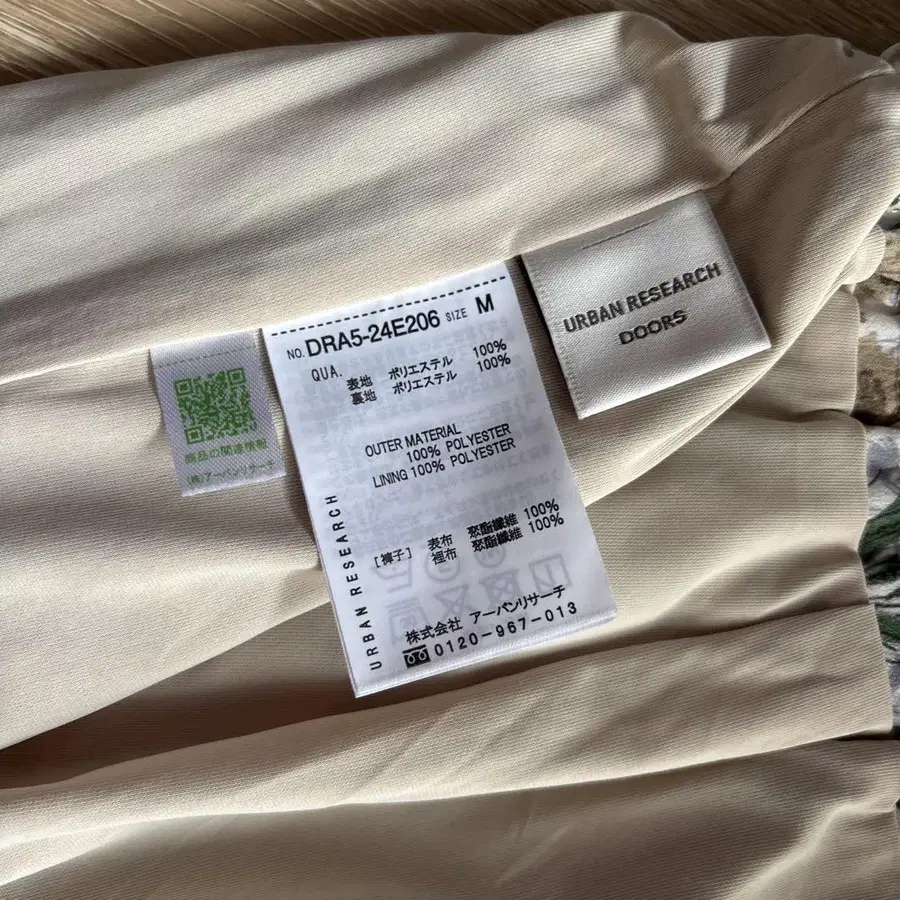 URBAN RESEARCH
DOORS
NO. DRA5-24E206 SIZE M
QUA.
表地 ポリエステル 100%
裏地 ポリエステル 100%
OUTER MATERIAL
100% POLYESTER
LINING 100% POLYESTER
[褲子] 表布 聚酯纖維 100%
裡布 聚酯纖維 100%
URBAN RESEARCH
株式会社 アーバンリサーチ
0120-967-013
商品の関連情報
(株)アーバンリサーチ